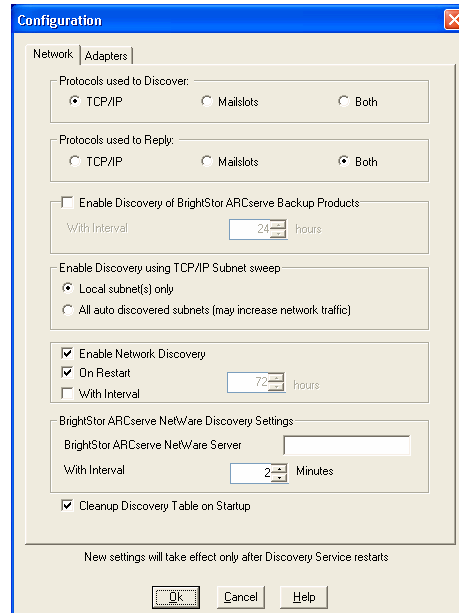 Configuration
Network Adapters
Protocols used to Discover:
TCP/IP Mailslots Both
Protocols used to Reply:
TCP/IP Mailslots Both
Enable Discovery of BrightStor ARCserve Backup Products
With Interval 24 hours
Enable Discovery using TCP/IP Subnet sweep
Local subnet(s) only
All auto discovered subnets (may increase network traffic)
Enable Network Discovery
On Restart
72 hours
With Interval
BrightStor ARCserve NetWare Discovery Settings
BrightStor ARCserve NetWare Server
With Interval 2 Minutes
Cleanup Discovery Table on Startup
New settings will take effect only after Discovery Service restarts
Ok Cancel Help